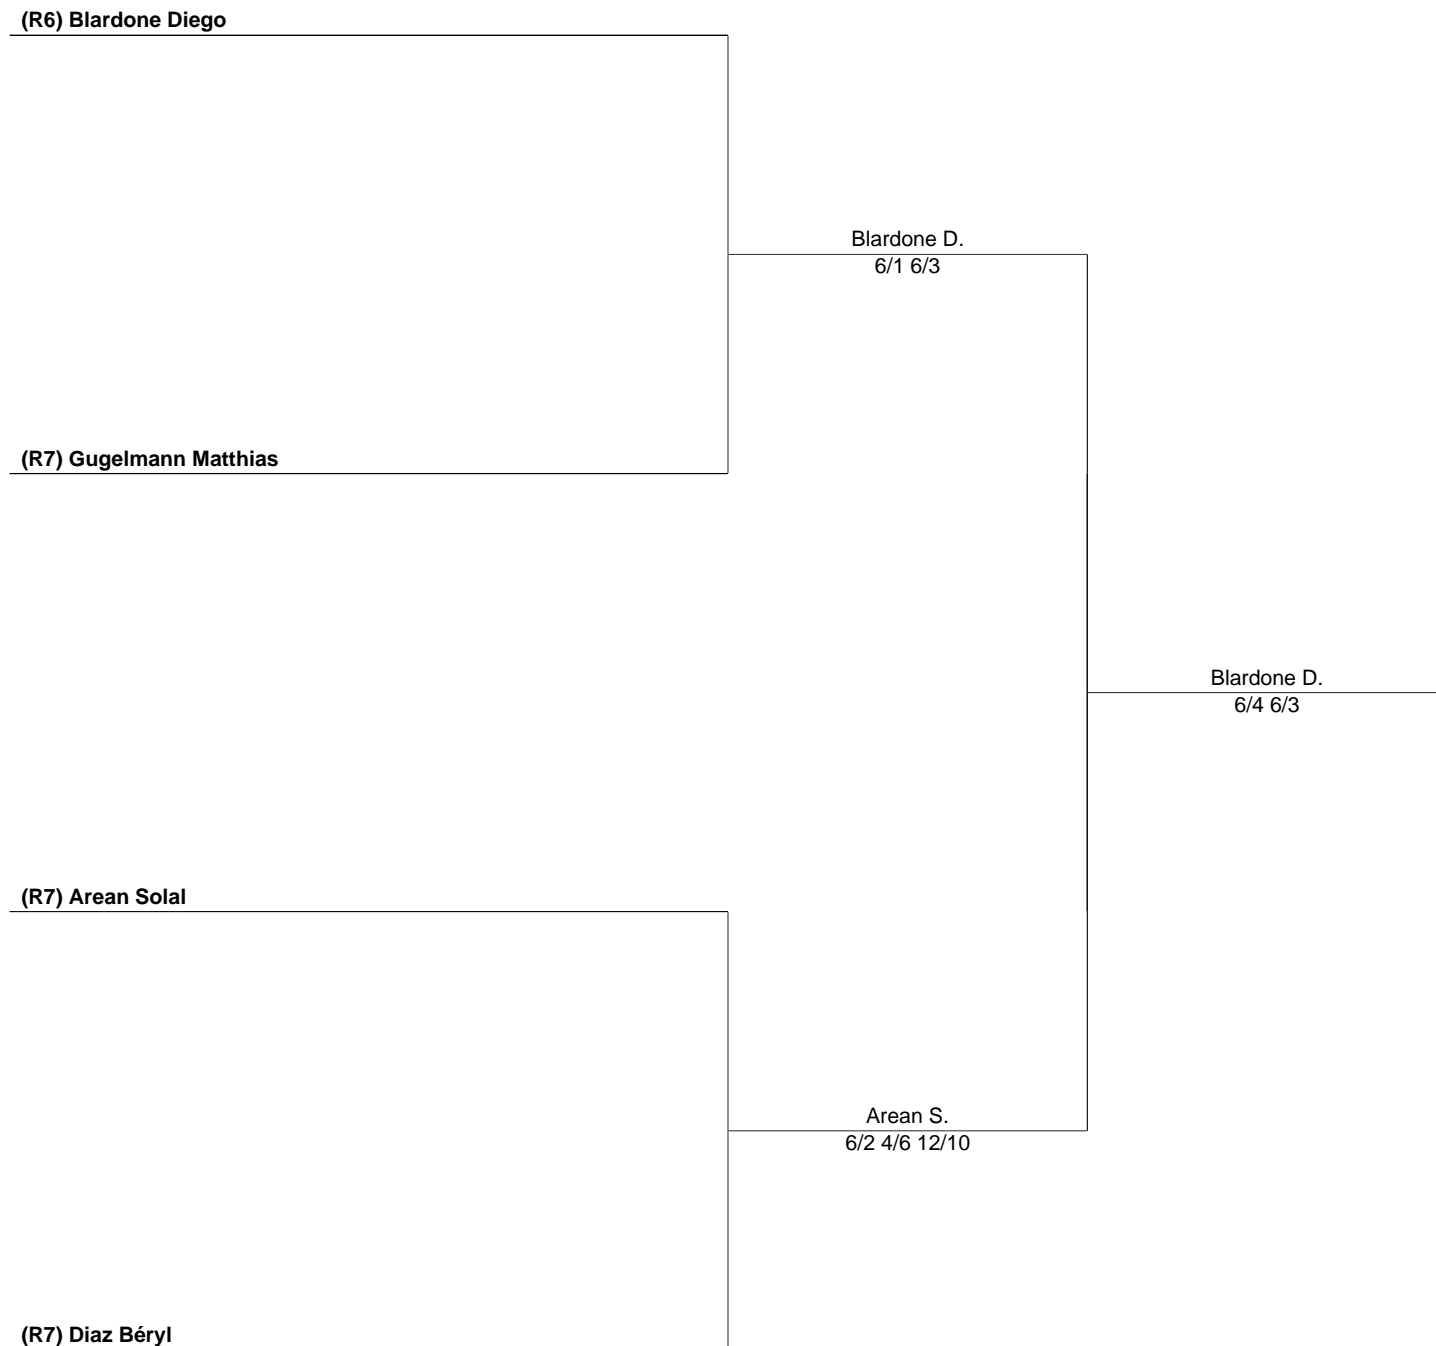 (R6) Blardone Diego
Blardone D.
6/1 6/3
(R7) Gugelmann Matthias
Blardone D.
6/4 6/3
(R7) Arean Solal
Arean S.
6/2 4/6 12/10
(R7) Diaz Béryl